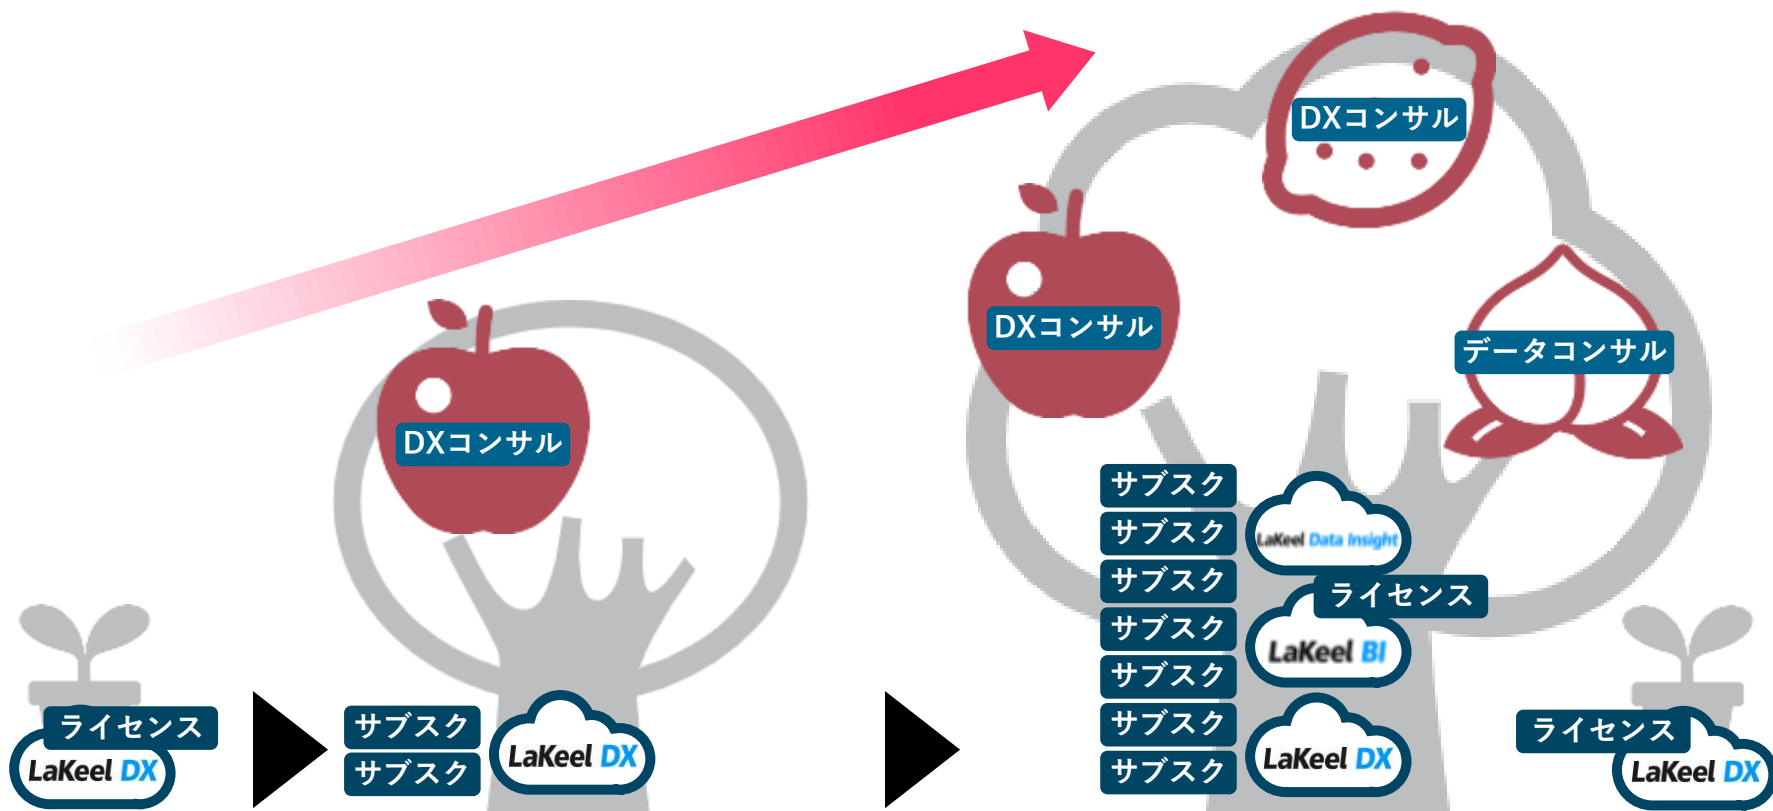 DXコンサル
DXコンサル
データコンサル
DXコンサル
サブスク
サブスク
サブスク
サブスク
サブスク
サブスク
サブスク
LaKeel Data Insight
ライセンス
LaKeel BI
LaKeel DX
ライセンス
LaKeel DX
サブスク
サブスク
LaKeel DX
ライセンス
LaKeel DX